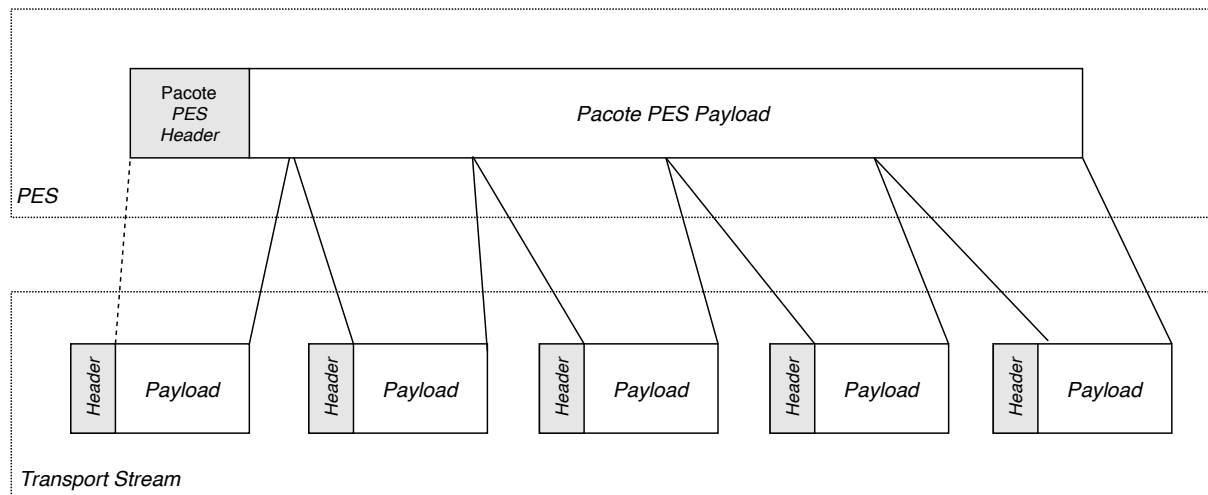 Pacote
PES
Header
Pacote PES Payload
PES
Header
Payload
Header
Payload
Header
Payload
Header
Payload
Header
Payload
Transport Stream